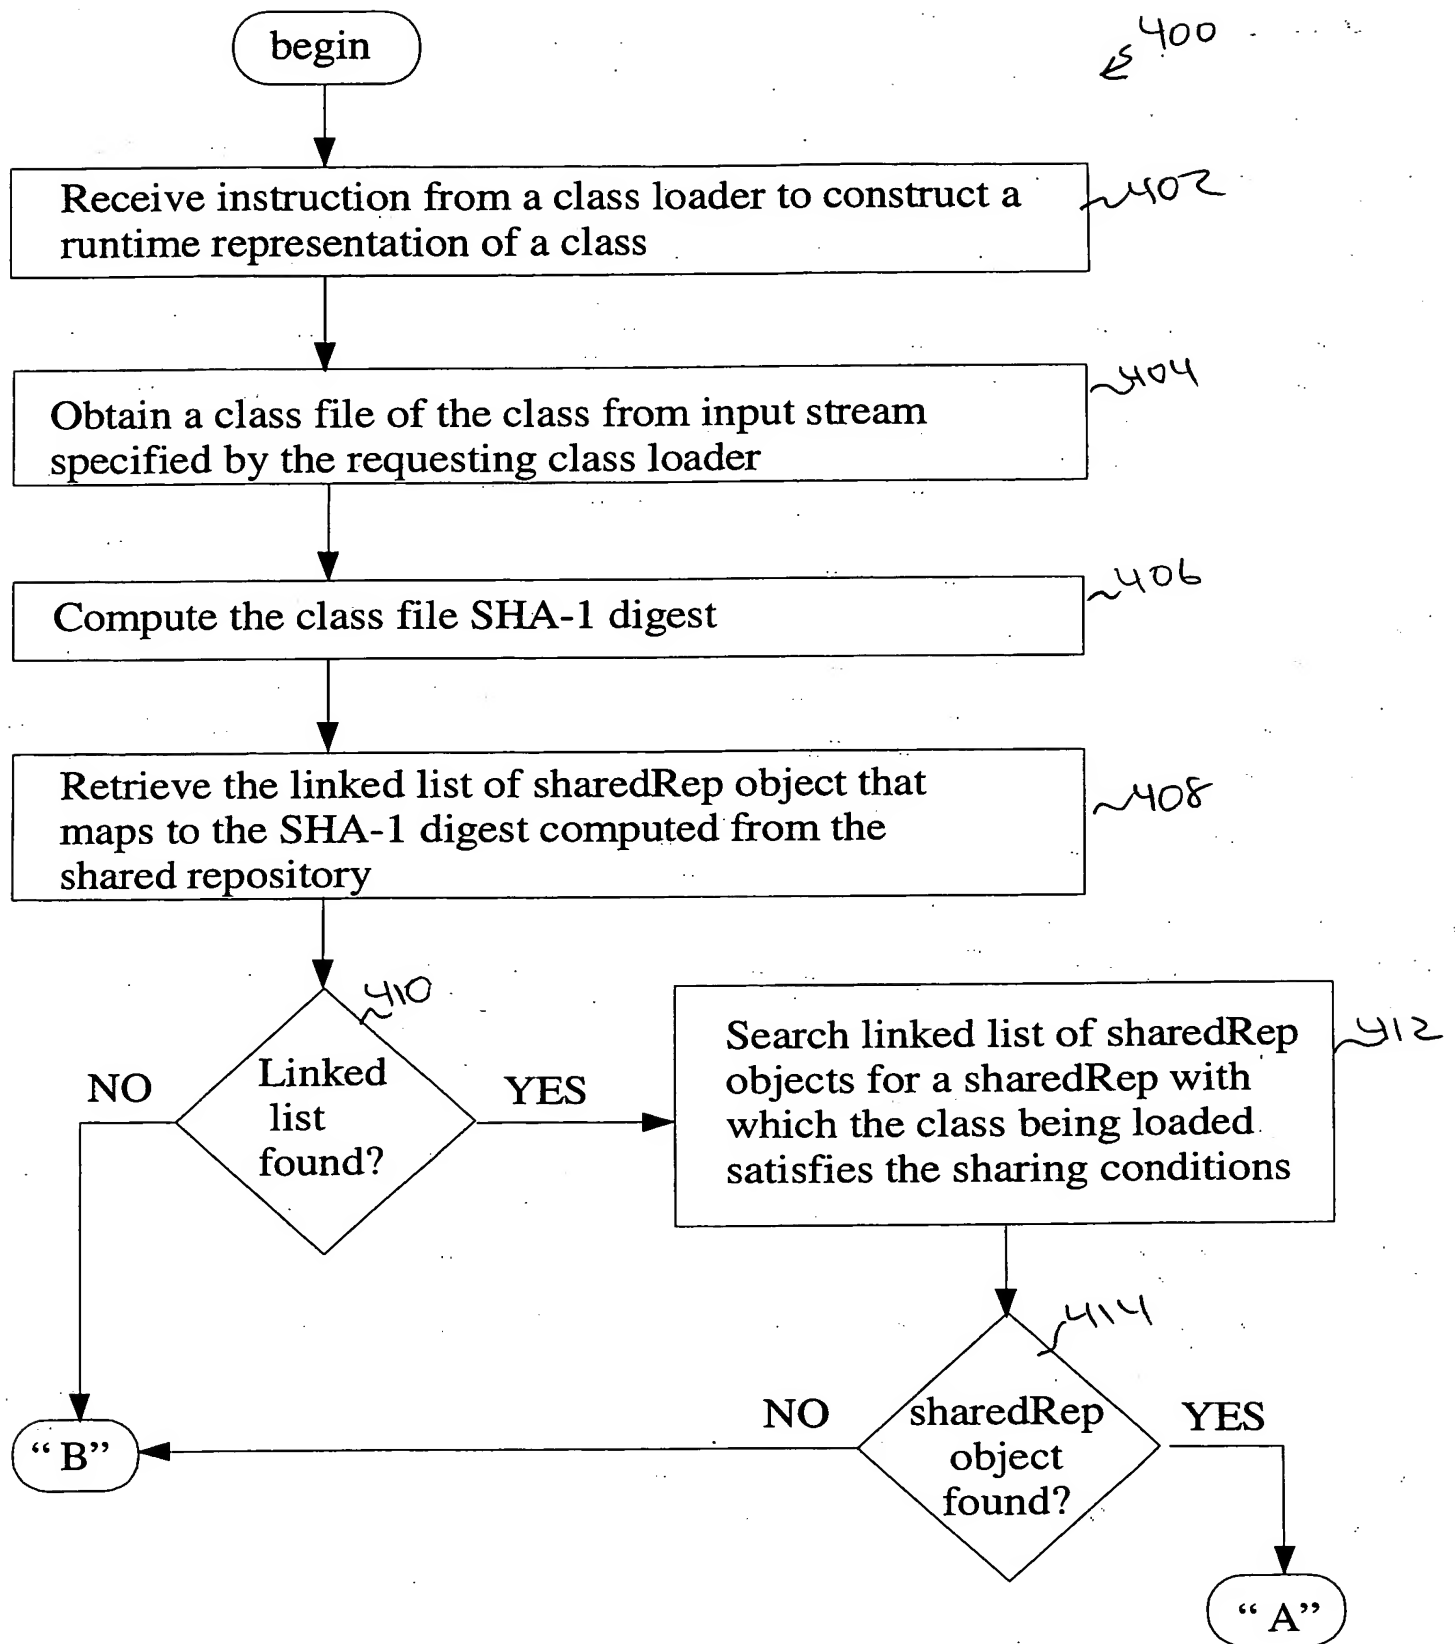 begin
400
Receive instruction from a class loader to construct a
runtime representation of a class
402
Obtain a class file of the class from input stream
specified by the requesting class loader
404
Compute the class file SHA-1 digest
406
Retrieve the linked list of sharedRep object that
maps to the SHA-1 digest computed from the
shared repository
408
410
Linked
list
found?
NO
YES
Search linked list of sharedRep
objects for a sharedRep with
which the class being loaded
satisfies the sharing conditions
412
414
sharedRep
object
found?
NO
YES
“B”
“A”